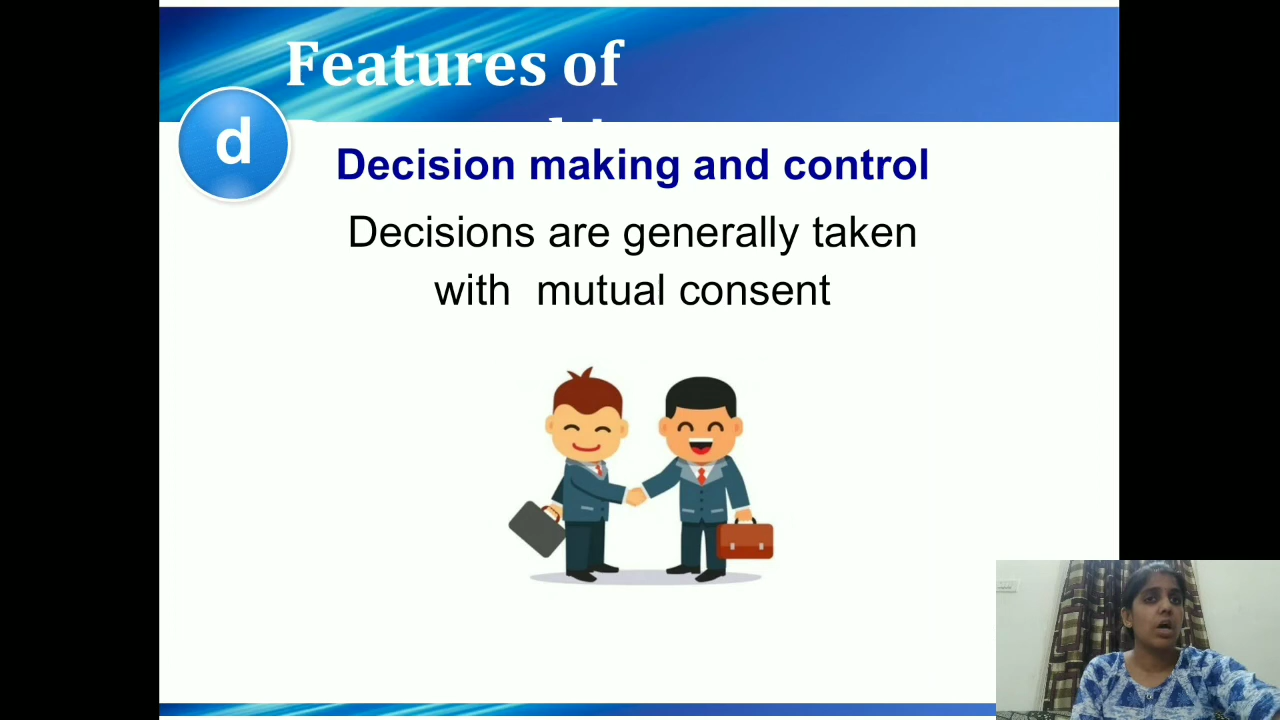 Features of
d
Decision making and control
Decisions are generally taken
with mutual consent